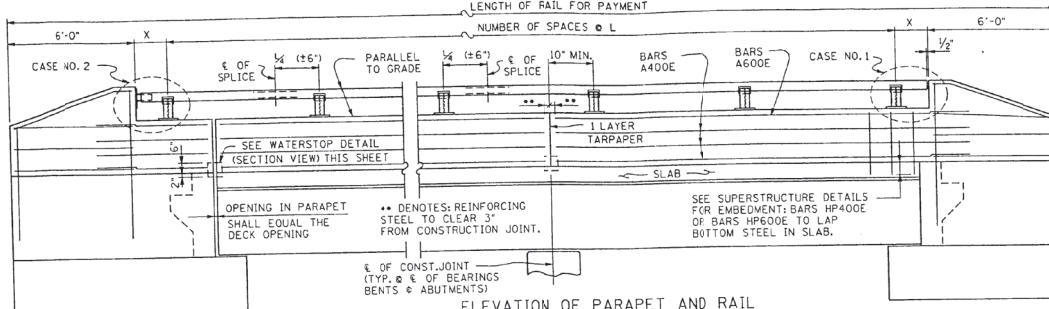 LENGTH OF RAIL FOR PAYMENT
NUMBER OF SPACES @ L
6'-0"
X
X
6'-0"
1/2"
CASE NO. 2
℄ OF
SPLICE
L/4 (±6")
PARALLEL
TO GRADE
L/4 (±6")
℄ OF
SPLICE
10" MIN.
BARS
A400E
BARS
A600E
CASE NO.1
**
**
1 LAYER
TARPAPER
6"
2"
SEE WATERSTOP DETAIL
(SECTION VIEW) THIS SHEET
SLAB
OPENING IN PARAPET
SHALL EQUAL THE
DECK OPENING
** DENOTES: REINFORCING
STEEL TO CLEAR 3"
FROM CONSTRUCTION JOINT.
SEE SUPERSTRUCTURE DETAILS
FOR EMBEDMENT: BARS HP400E
OF BARS HP600E TO LAP
BOTTOM STEEL IN SLAB.
℄ OF CONST.JOINT
(TYP. @ ℄ OF BEARINGS
BENTS & ABUTMENTS)
ELEVATION OF PARAPET AND RAIL